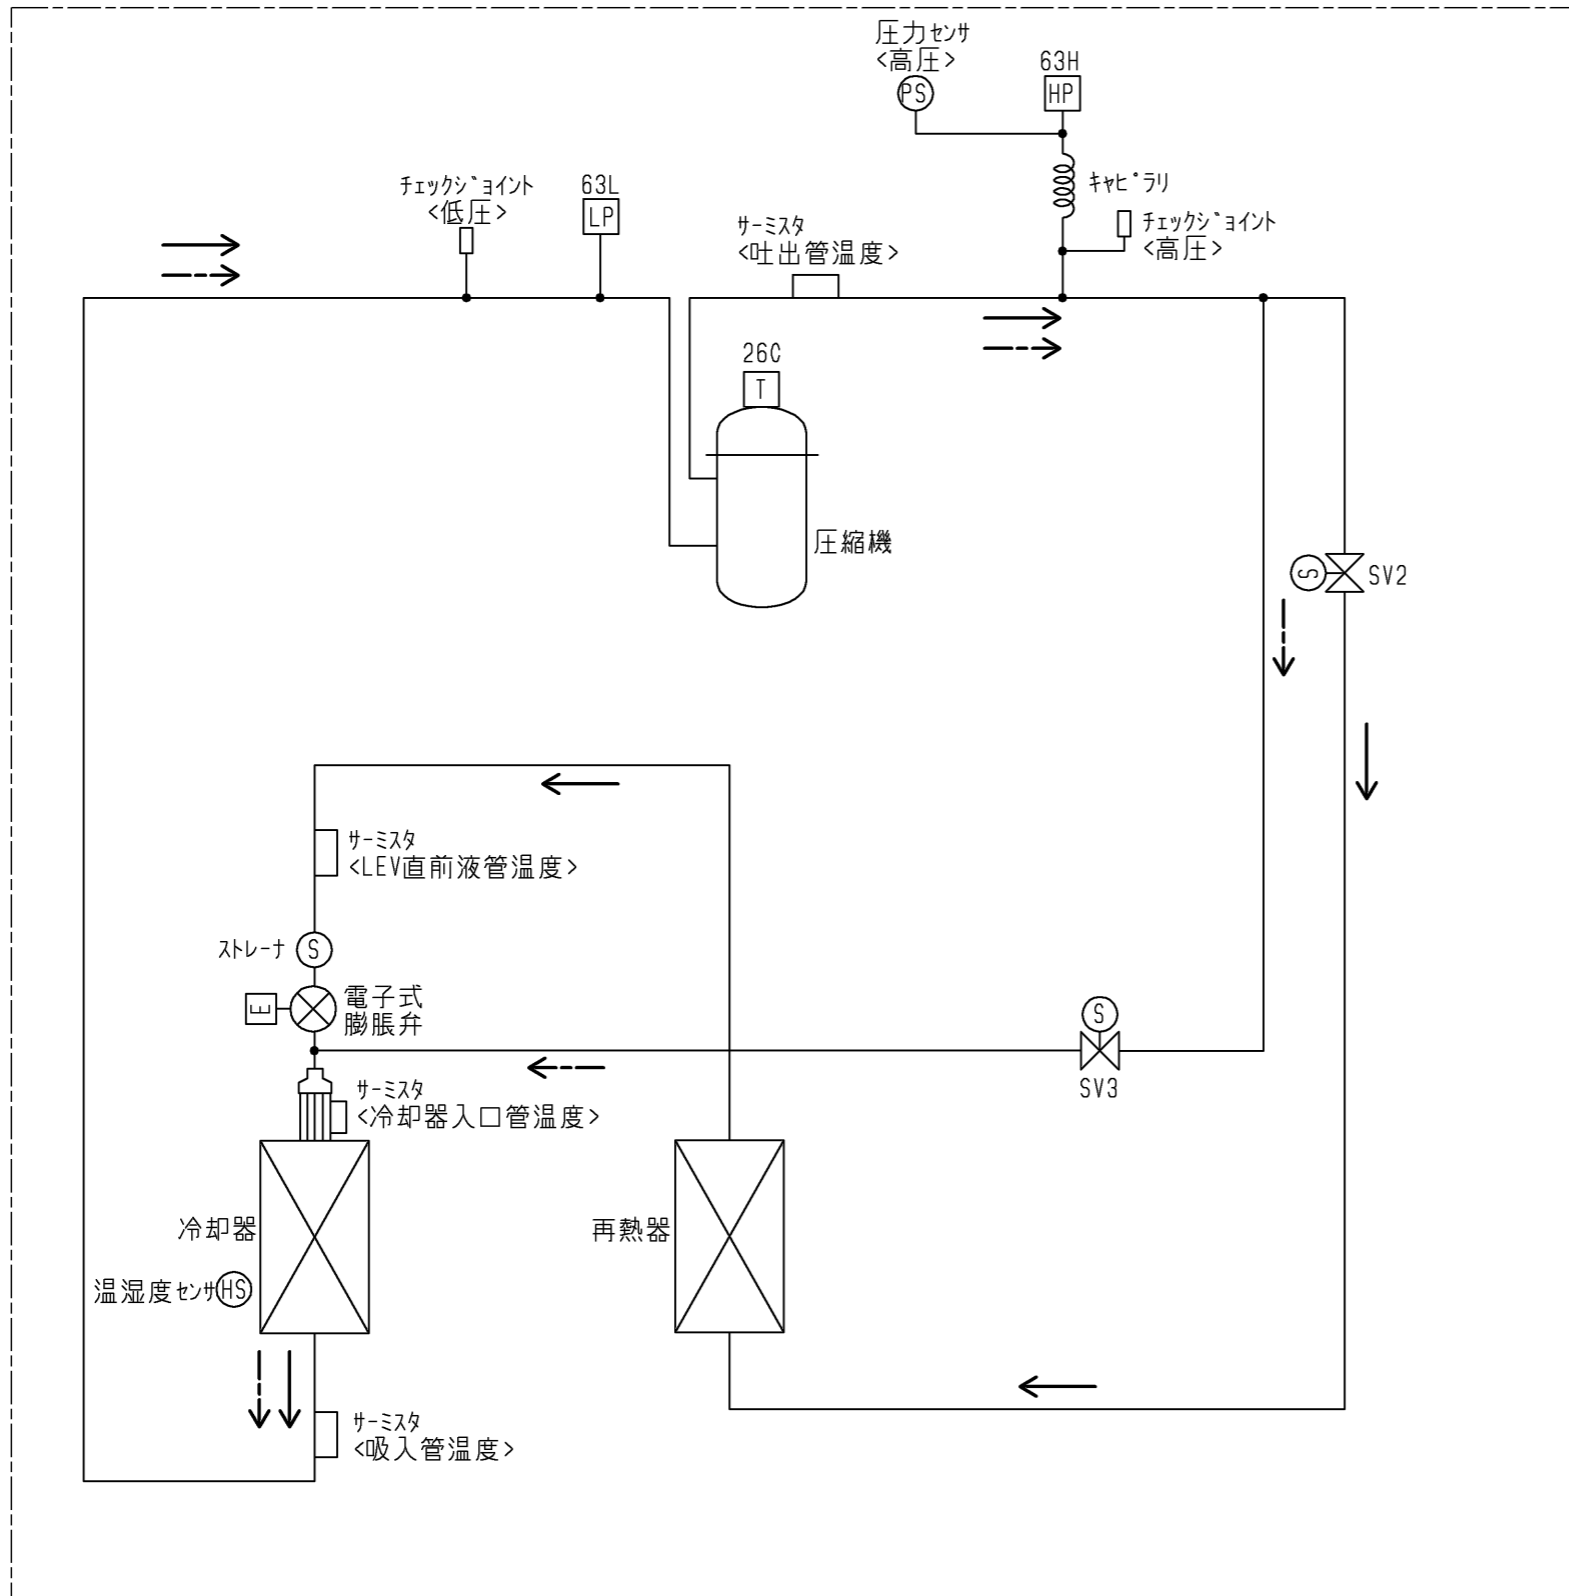 圧力センサ
<高圧>
PS
63H
HP
キャピラリ
チェックジョイント
<高圧>
チェックジョイント
<低圧>
63L
LP
サーミスタ
<吐出管温度>
26C
T
圧縮機
S
SV2
サーミスタ
<LEV直前液管温度>
ストレーナ
S
E
電子式
膨脹弁
S
SV3
サーミスタ
<冷却器入口管温度>
冷却器
再熱器
温湿度センサ
HS
サーミスタ
<吸入管温度>